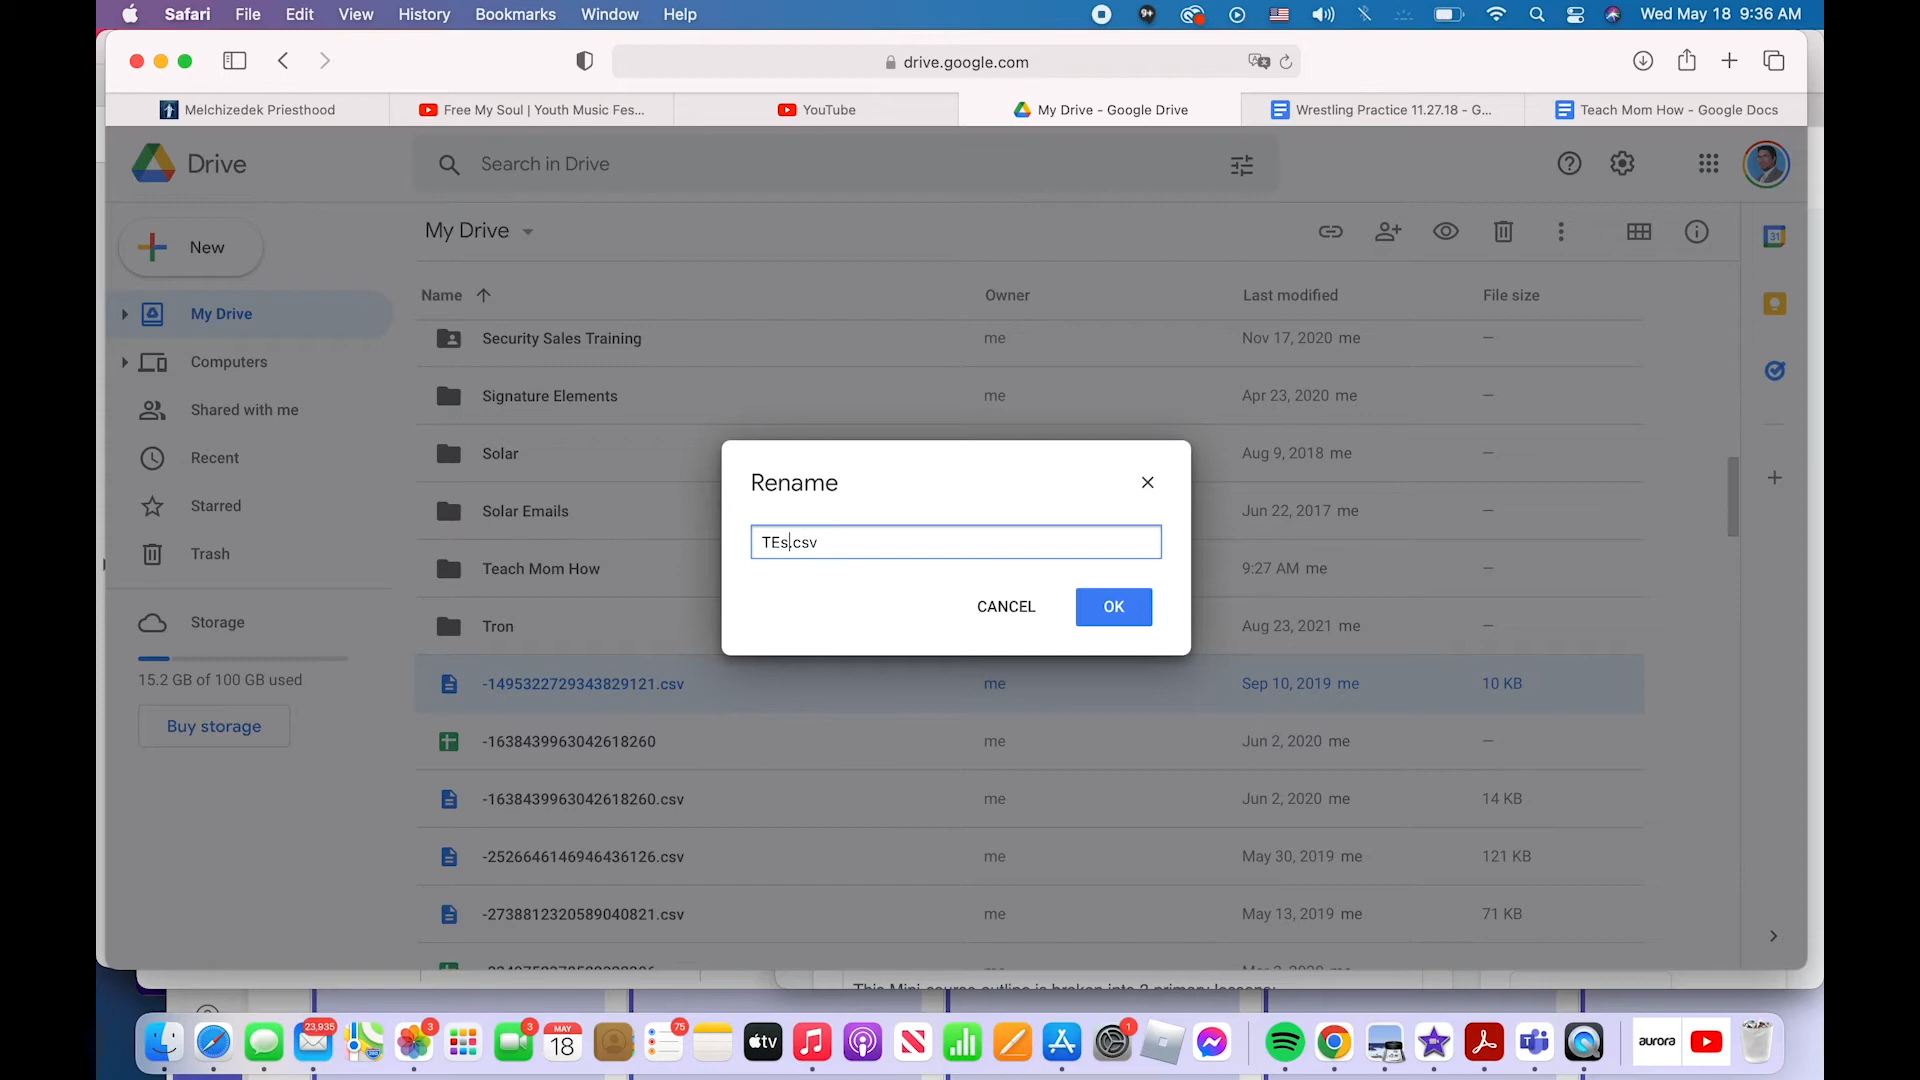 Safari File Edit View History Bookmarks Window Help
9+
Wed May 18 9:36 AM
drive.google.com
Melchizedek Priesthood
Free My Soul | Youth Music Fes...
YouTube
My Drive - Google Drive
Wrestling Practice 11.27.18 - G...
Teach Mom How - Google Docs
Drive
Search in Drive
New
My Drive
31
Name Owner Last modified File size
Security Sales Training me Nov 17, 2020 me —
Signature Elements me Apr 23, 2020 me —
Solar Aug 9, 2018 me —
Solar Emails Jun 22, 2017 me —
Teach Mom How 9:27 AM me —
Tron Aug 23, 2021 me —
-1495322729343829121.csv me Sep 10, 2019 me 10 KB
-1638439963042618260 me Jun 2, 2020 me —
-1638439963042618260.csv me Jun 2, 2020 me 14 KB
-2526646146946436126.csv me May 30, 2019 me 121 KB
-2738812320589040821.csv me May 13, 2019 me 71 KB
My Drive
Computers
Shared with me
Recent
Starred
Trash
Storage
15.2 GB of 100 GB used
Buy storage
Rename
TEs.csv
CANCEL OK
23,935
3
3
MAY
18
75
tv
1
aurora